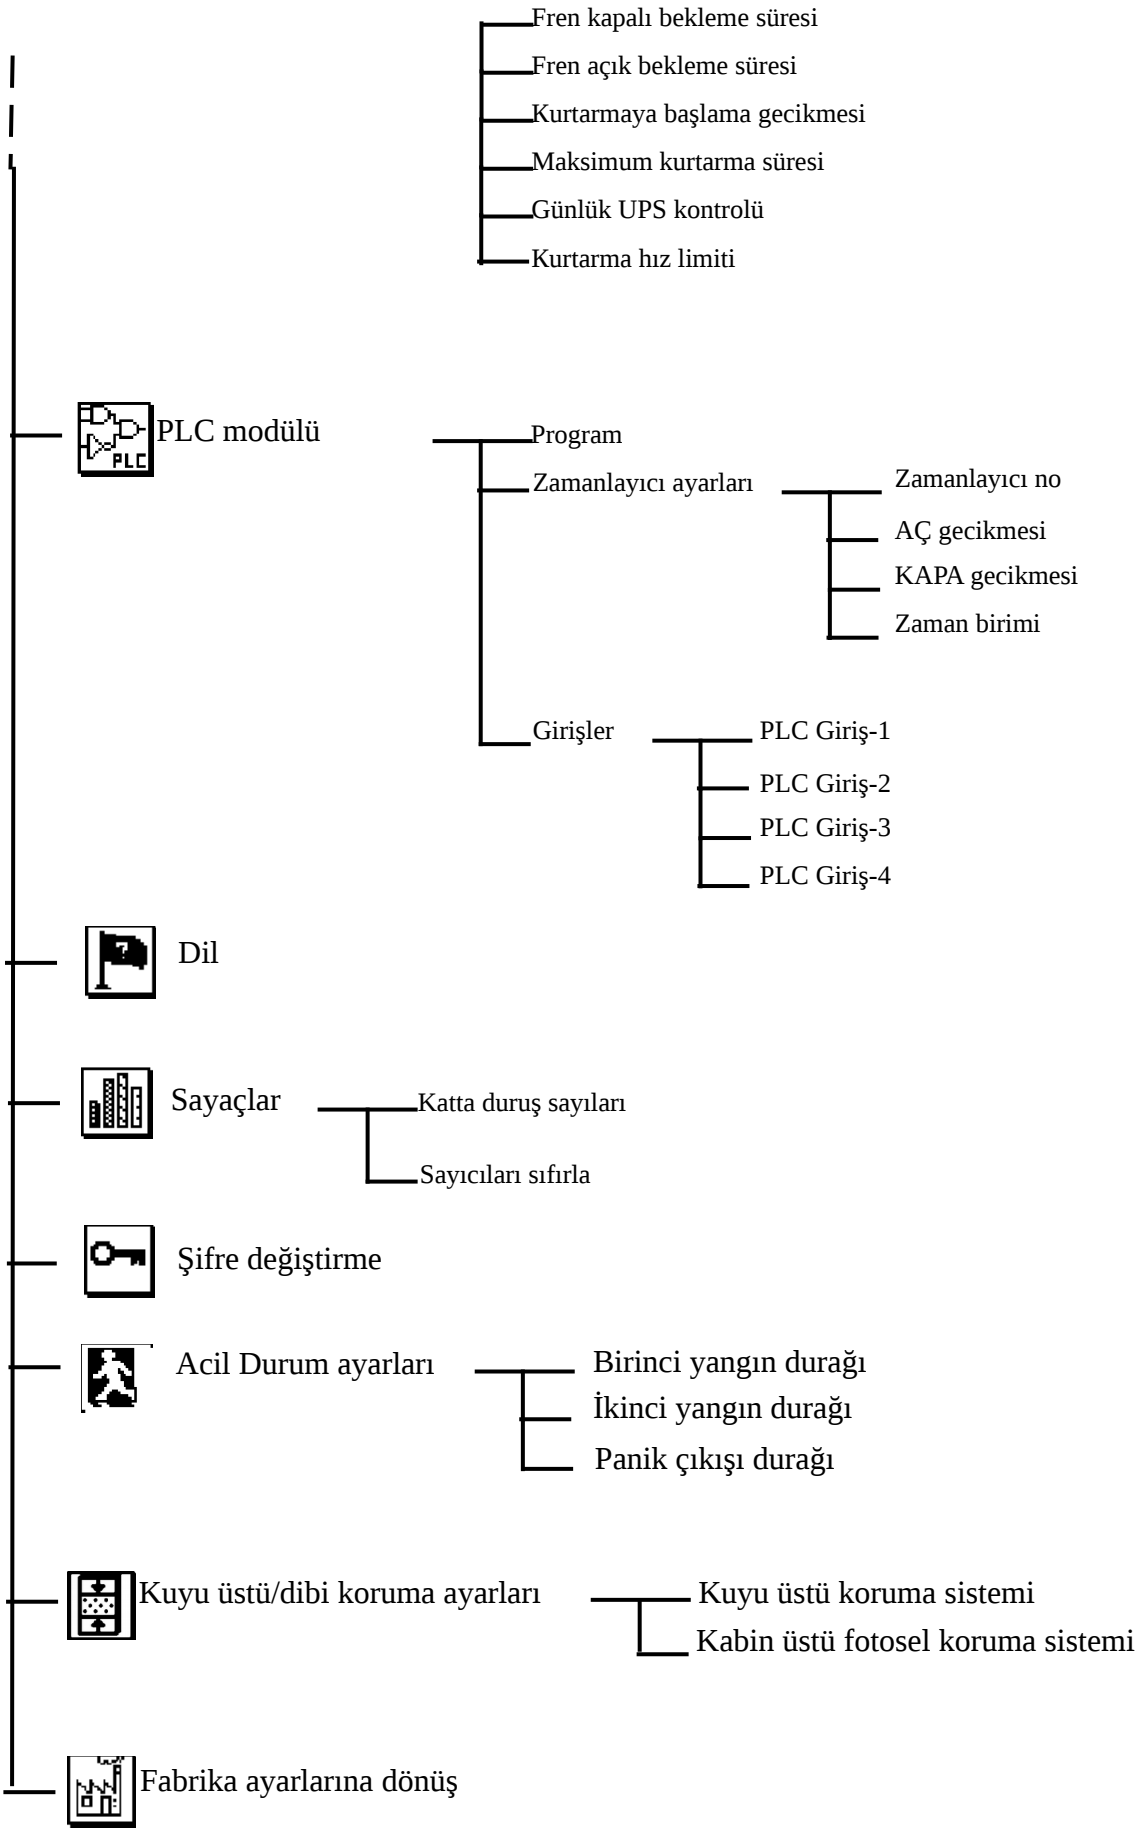 Fren kapalı bekleme süresi
Fren açık bekleme süresi
Kurtarmaya başlama gecikmesi
Maksimum kurtarma süresi
Günlük UPS kontrolü
Kurtarma hız limiti
PLC
PLC modülü
Program
Zamanlayıcı ayarları
Zamanlayıcı no
AÇ gecikmesi
KAPA gecikmesi
Zaman birimi
Girişler
PLC Giriş-1
PLC Giriş-2
PLC Giriş-3
PLC Giriş-4
?
Dil
Sayaçlar
Katta duruş sayıları
Sayıcıları sıfırla
Şifre değiştirme
Acil Durum ayarları
Birinci yangın durağı
İkinci yangın durağı
Panik çıkışı durağı
Kuyu üstü/dibi koruma ayarları
Kuyu üstü koruma sistemi
Kabin üstü fotosel koruma sistemi
Fabrika ayarlarına dönüş